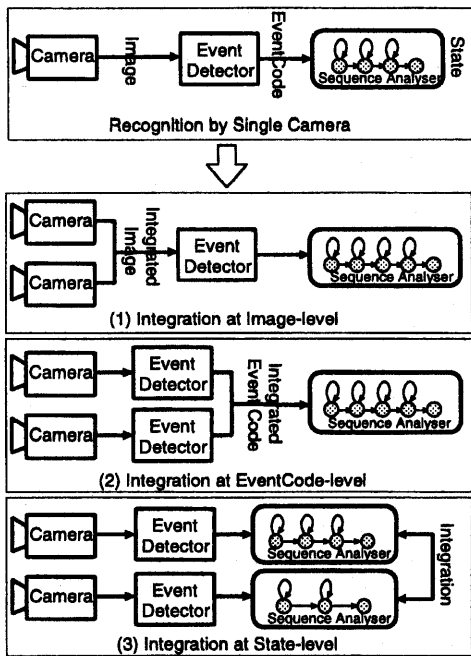 Camera
Image
Event
Detector
EventCode
Sequence Analyser
State
Recognition by Single Camera
Camera
Camera
Integrated
Image
Event
Detector
Sequence Analyser
(1) Integration at Image-level
Camera
Event
Detector
Camera
Event
Detector
Integrated
Event Code
Sequence Analyser
(2) Integration at EventCode-level
Camera
Event
Detector
Sequence Analyser
Camera
Event
Detector
Sequence Analyser
Integration
(3) Integration at State-level